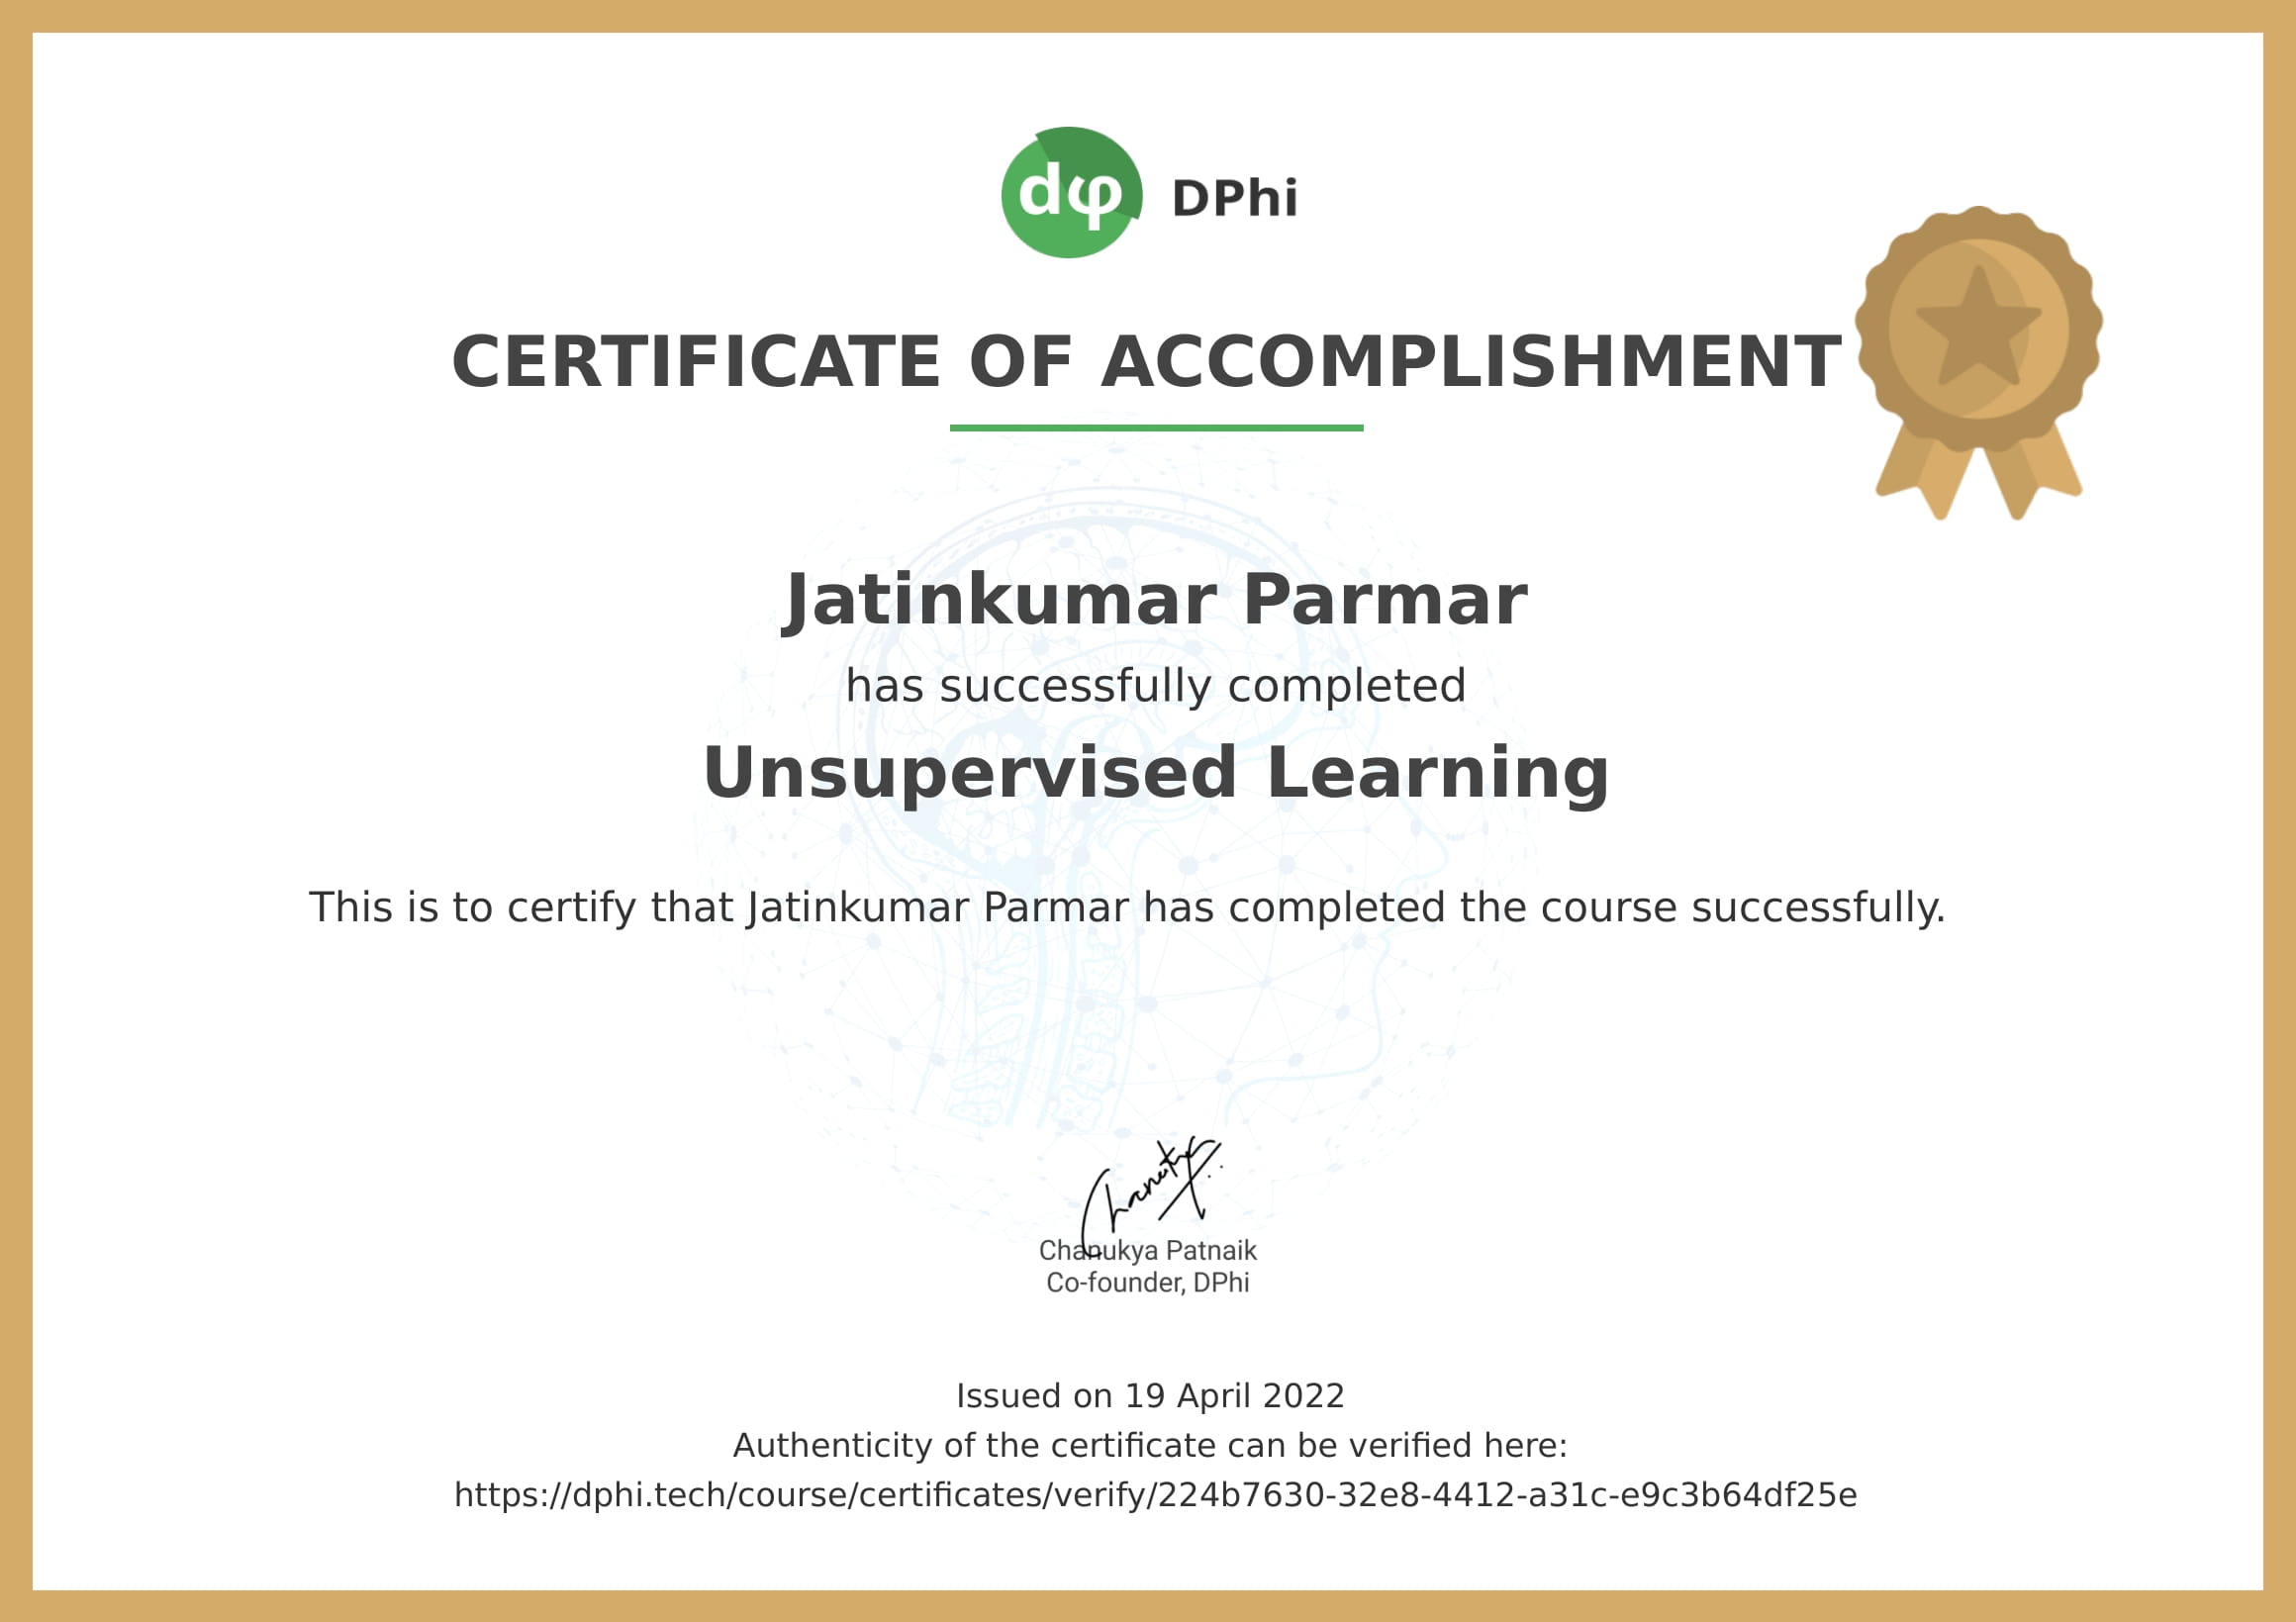 dφ DPhi
CERTIFICATE OF ACCOMPLISHMENT
Jatinkumar Parmar
has successfully completed
Unsupervised Learning
This is to certify that Jatinkumar Parmar has completed the course successfully.
Chanukya Patnaik
Co-founder, DPhi
Issued on 19 April 2022
Authenticity of the certificate can be verified here:
https://dphi.tech/course/certificates/verify/224b7630-32e8-4412-a31c-e9c3b64df25e